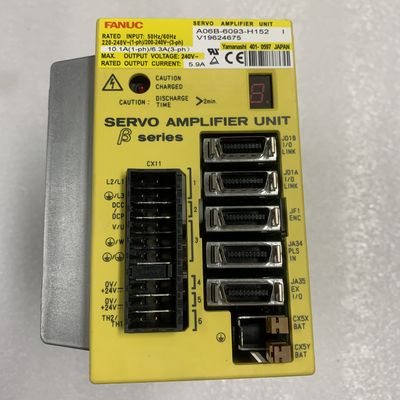 FANUC
SERVO AMPLIFIER UNIT
RATED INPUT: 50Hz/60Hz
220-240V~(1-ph)/200-240V~(3-ph)
10.1A(1-ph)/6.3A(3-ph)
A06B-6093-H152 I
V19624675
Yamanashi 401-0597 JAPAN
MAX. OUTPUT VOLTAGE: 240V~
RATED OUTPUT CURRENT: 5.9A
CAUTION
CHARGED
CAUTION: DISCHARGE
TIME >2min.
SERVO AMPLIFIER UNIT
β series
CX11
L2/L1
/L3
DCC/
DCP
V/U
/W
0V/
+24V
0V/
+24V
TH2/
TH1
1
2
3
4
5
6
JD1B
I/O
LINK
JD1A
I/O
LINK
JF1
ENC
JA34
PLS
IN
JA35
EX
I/O
CX5X
BAT
CX5Y
BAT